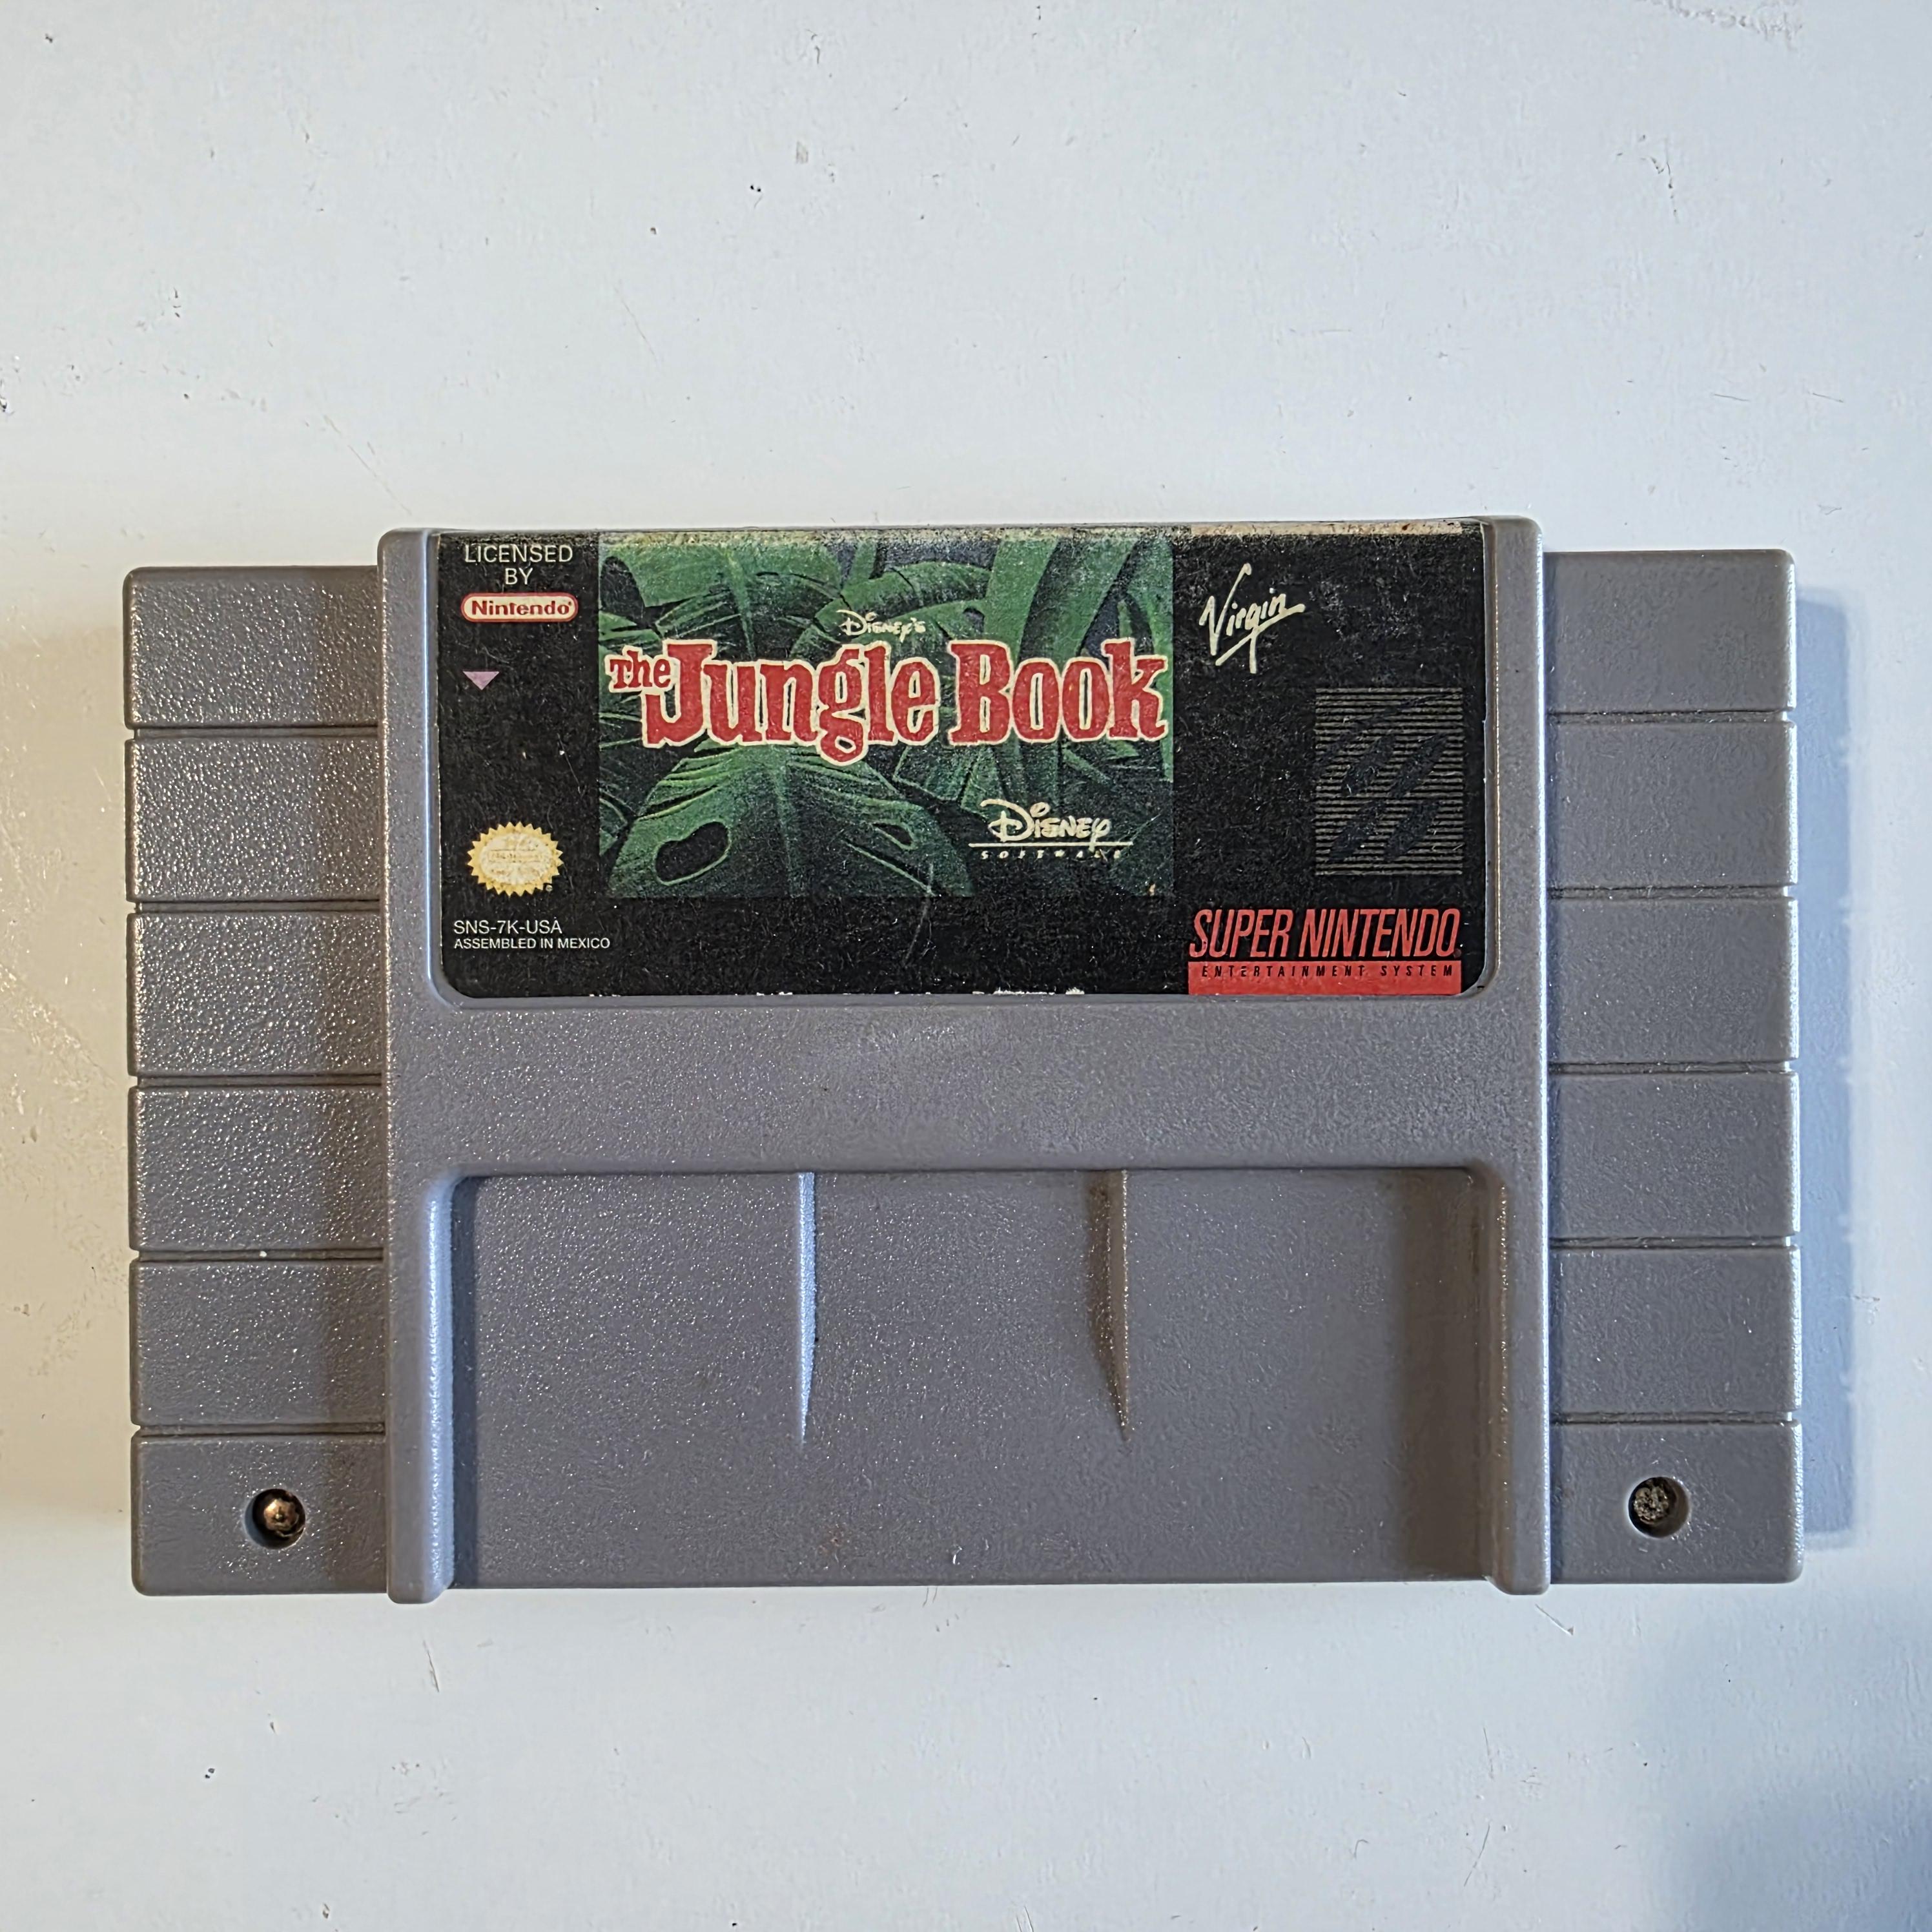 LICENSED
BY
Nintendo®
DISNEY'S
The Jungle Book
DISNEY
SOFTWARE
Virgin
SNS-7K-USA
ASSEMBLED IN MEXICO
SUPER NINTENDO
ENTERTAINMENT SYSTEM